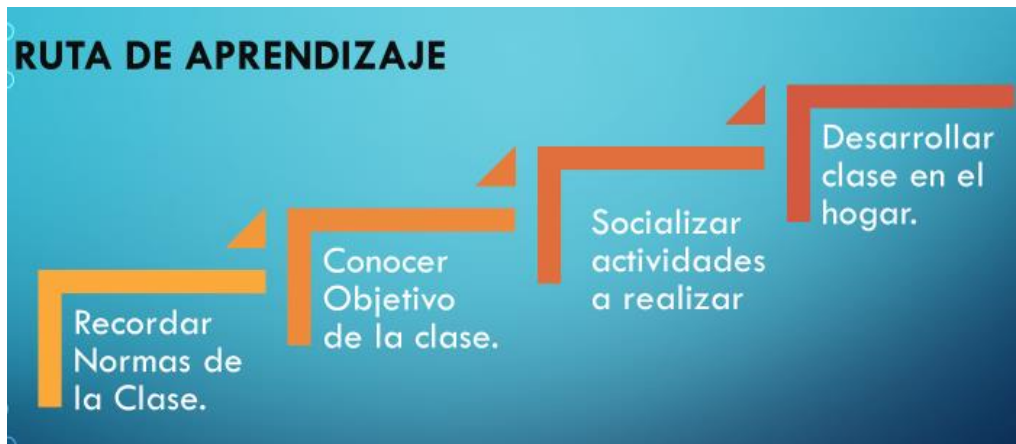 RUTA DE APRENDIZAJE
Recordar
Normas de
la Clase.
Conocer
Objetivo
de la clase.
Socializar
actividades
a realizar
Desarrollar
clase en el
hogar.